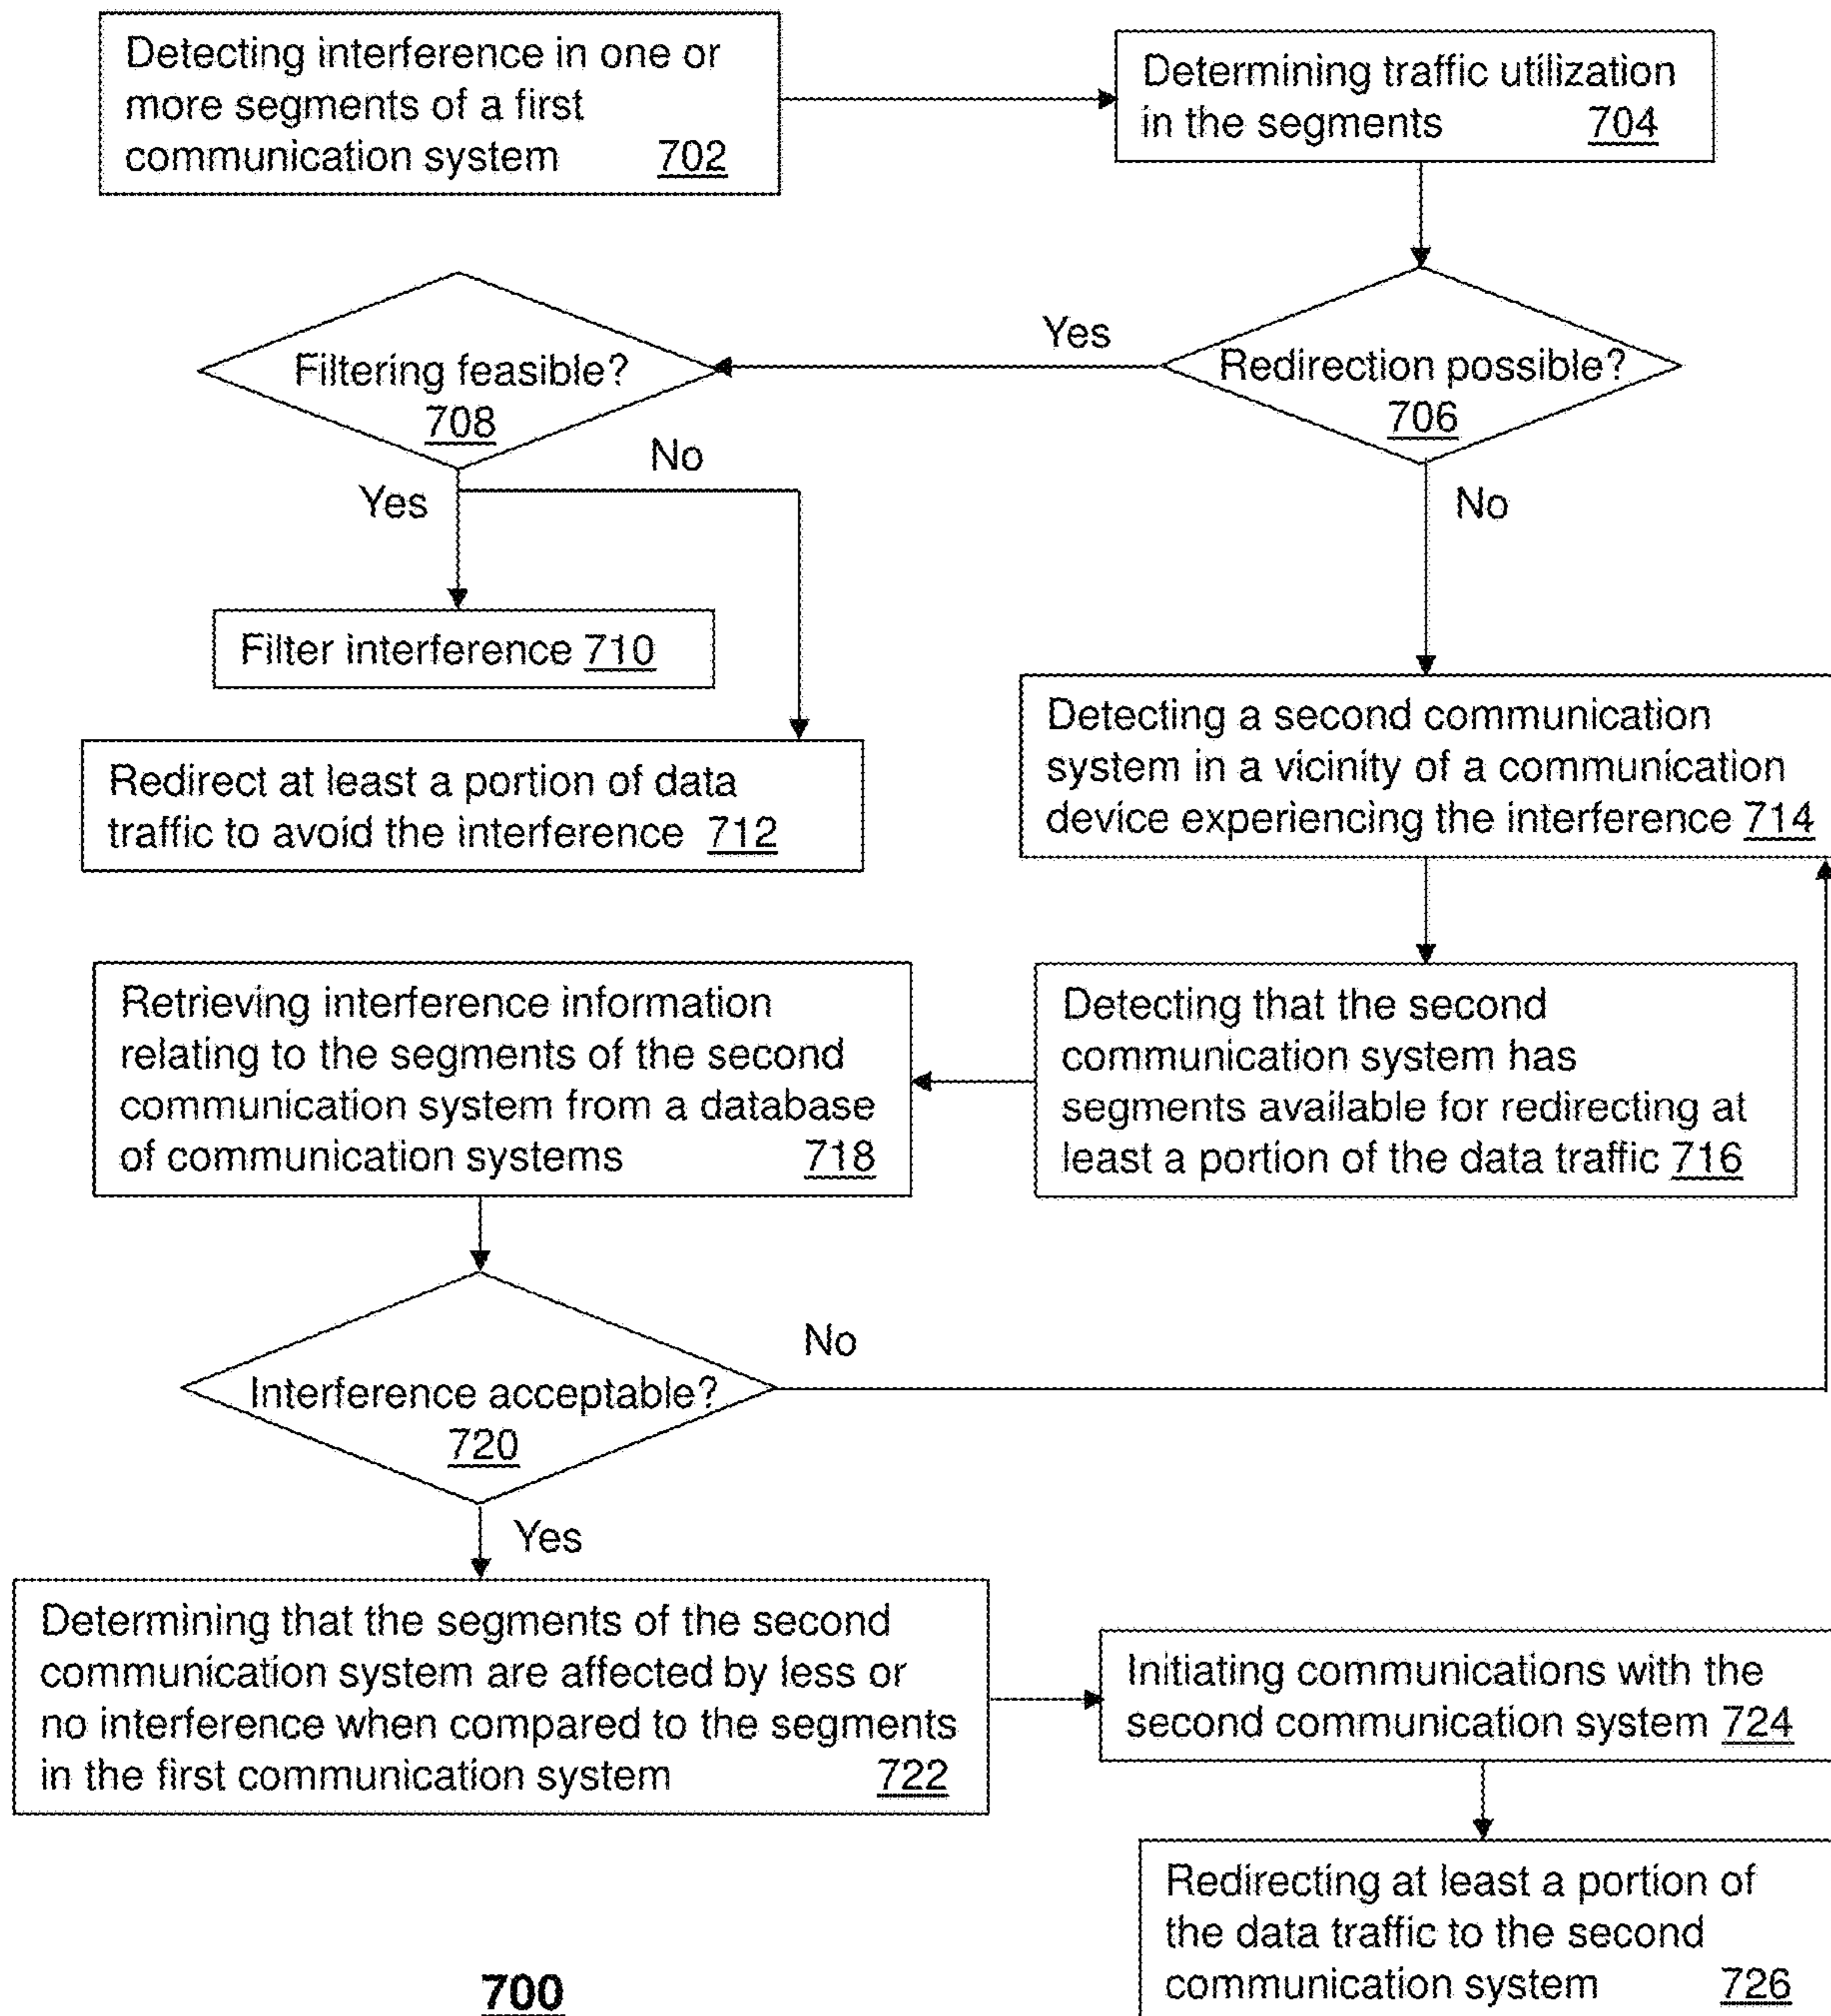 Detecting interference in one or
more segments of a first
communication system 702
Determining traffic utilization
in the segments 704
Redirection possible?
706
Yes
No
Filtering feasible?
708
Yes
No
Filter interference 710
Redirect at least a portion of data
traffic to avoid the interference 712
Detecting a second communication
system in a vicinity of a communication
device experiencing the interference 714
Detecting that the second
communication system has
segments available for redirecting at
least a portion of the data traffic 716
Retrieving interference information
relating to the segments of the second
communication system from a database
of communication systems 718
Interference acceptable?
720
No
Yes
Determining that the segments of the second
communication system are affected by less or
no interference when compared to the segments
in the first communication system 722
Initiating communications with the
second communication system 724
Redirecting at least a portion of
the data traffic to the second
communication system 726
700